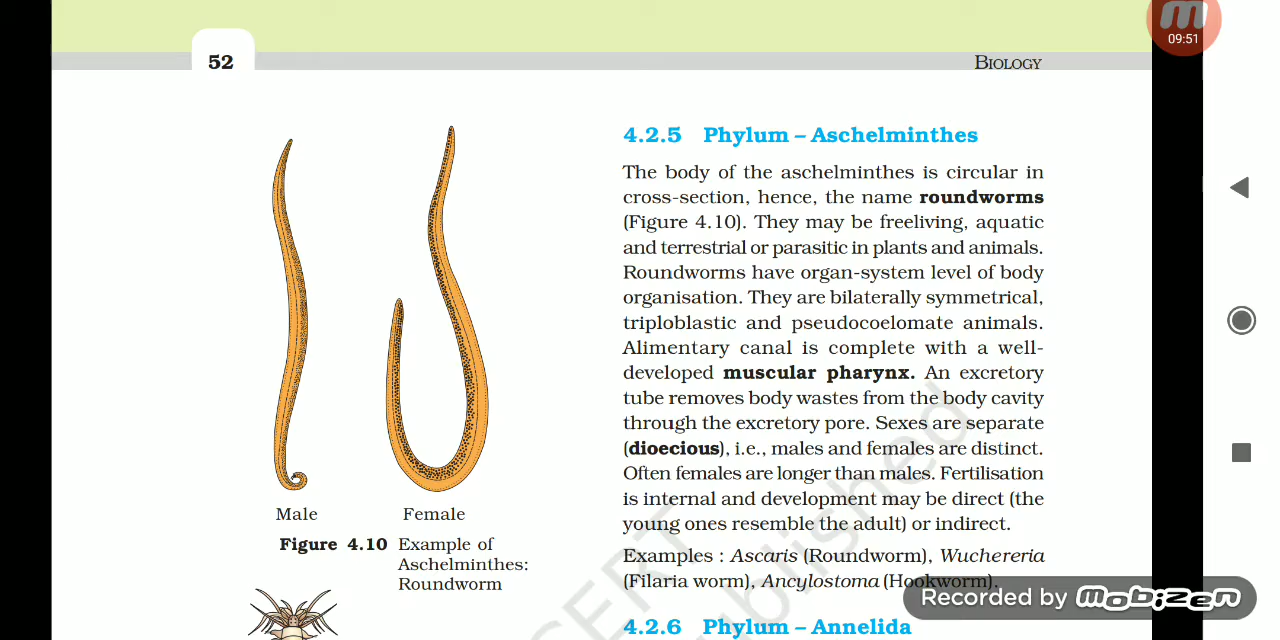 09:51
52
BIOLOGY
4.2.5 Phylum – Aschelminthes
The body of the aschelminthes is circular in
cross-section, hence, the name roundworms
(Figure 4.10). They may be freeliving, aquatic
and terrestrial or parasitic in plants and animals.
Roundworms have organ-system level of body
organisation. They are bilaterally symmetrical,
triploblastic and pseudocoelomate animals.
Alimentary canal is complete with a well-
developed muscular pharynx. An excretory
tube removes body wastes from the body cavity
through the excretory pore. Sexes are separate
(dioecious), i.e., males and females are distinct.
Often females are longer than males. Fertilisation
is internal and development may be direct (the
young ones resemble the adult) or indirect.
Examples : Ascaris (Roundworm), Wuchereria
(Filaria worm), Ancylostoma (Hookworm).
4.2.6 Phylum – Annelida
Male
Female
Figure 4.10 Example of
Aschelminthes:
Roundworm
Recorded by mobizen